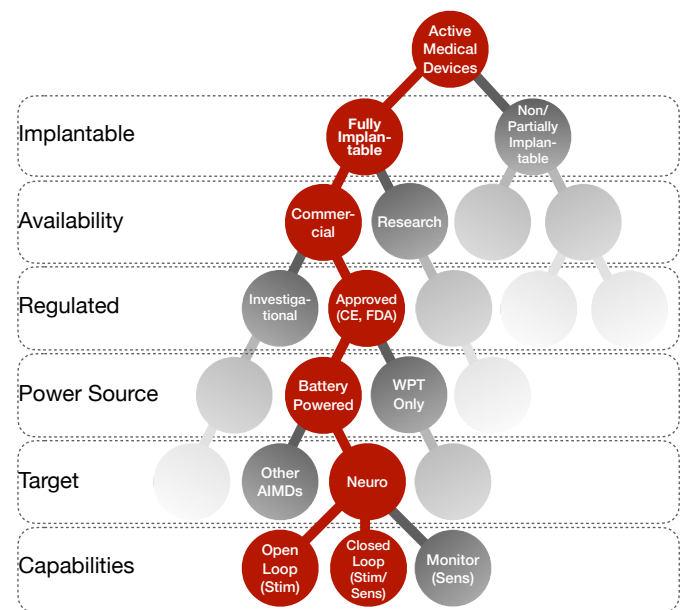 Active
Medical
Devices
Implantable
Fully
Implan-
table
Non/
Partially Implan-
table
Availability
Commer-
cial
Research
Regulated
Investiga-
tional
Approved
(CE, FDA)
Power Source
Battery
Powered
WPT
Only
Target
Other
AIMDs
Neuro
Capabilities
Open
Loop
(Stim)
Closed
Loop
(Stim/
Sens)
Monitor
(Sens)